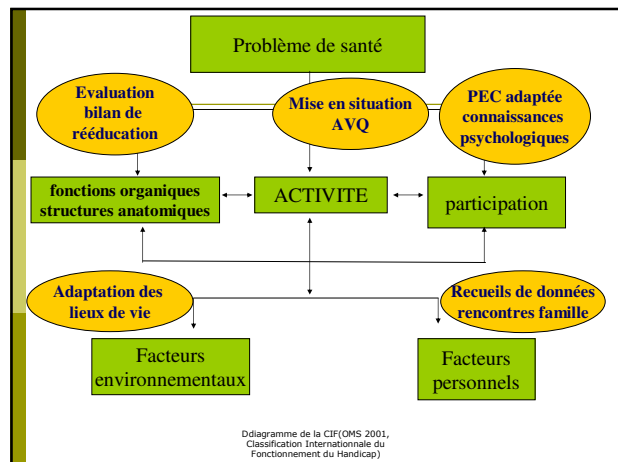 Problème de santé
Evaluation
bilan de
rééducation
Mise en situation
AVQ
PEC adaptée
connaissances
psychologiques
fonctions organiques
structures anatomiques
ACTIVITE
participation
Adaptation des
lieux de vie
Recueils de données
rencontres famille
Facteurs
environnementaux
Facteurs
personnels
Ddiagramme de la CIF(OMS 2001,
Classification Internationale du
Fonctionnement du Handicap)